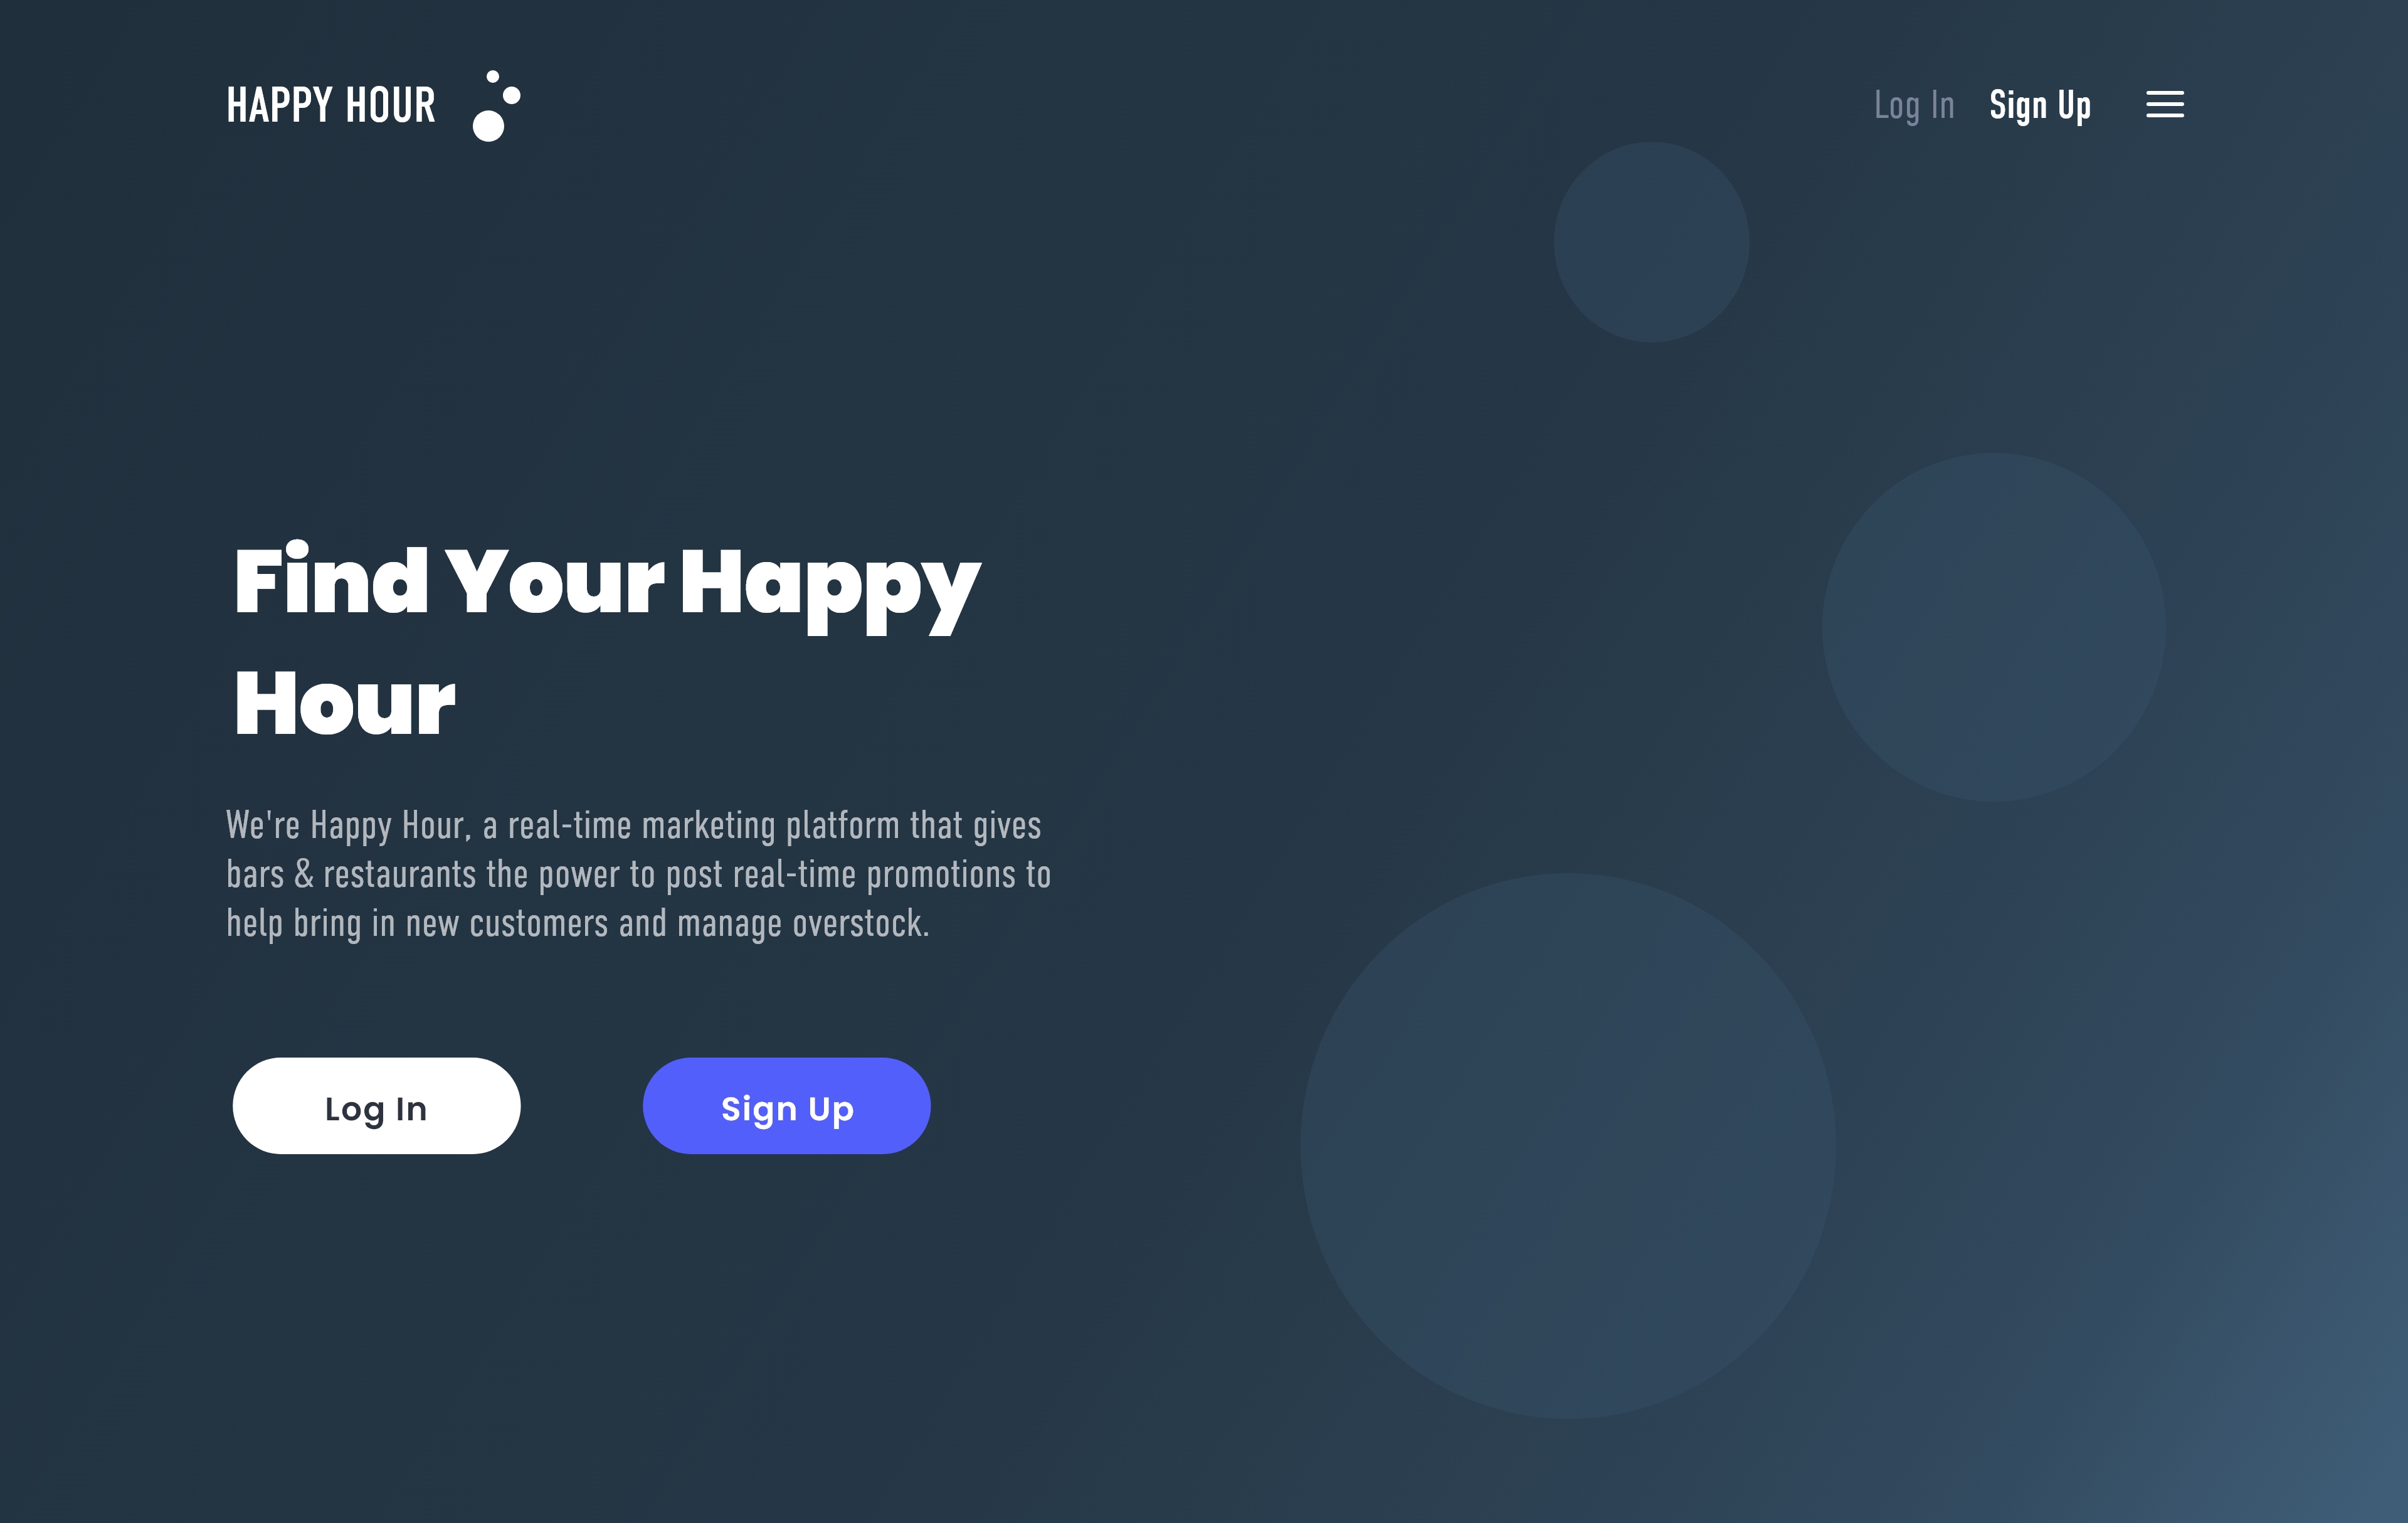 HAPPY HOUR
Log In Sign Up
Find Your Happy
Hour
We're Happy Hour, a real-time marketing platform that gives
bars & restaurants the power to post real-time promotions to
help bring in new customers and manage overstock.
Log In
Sign Up